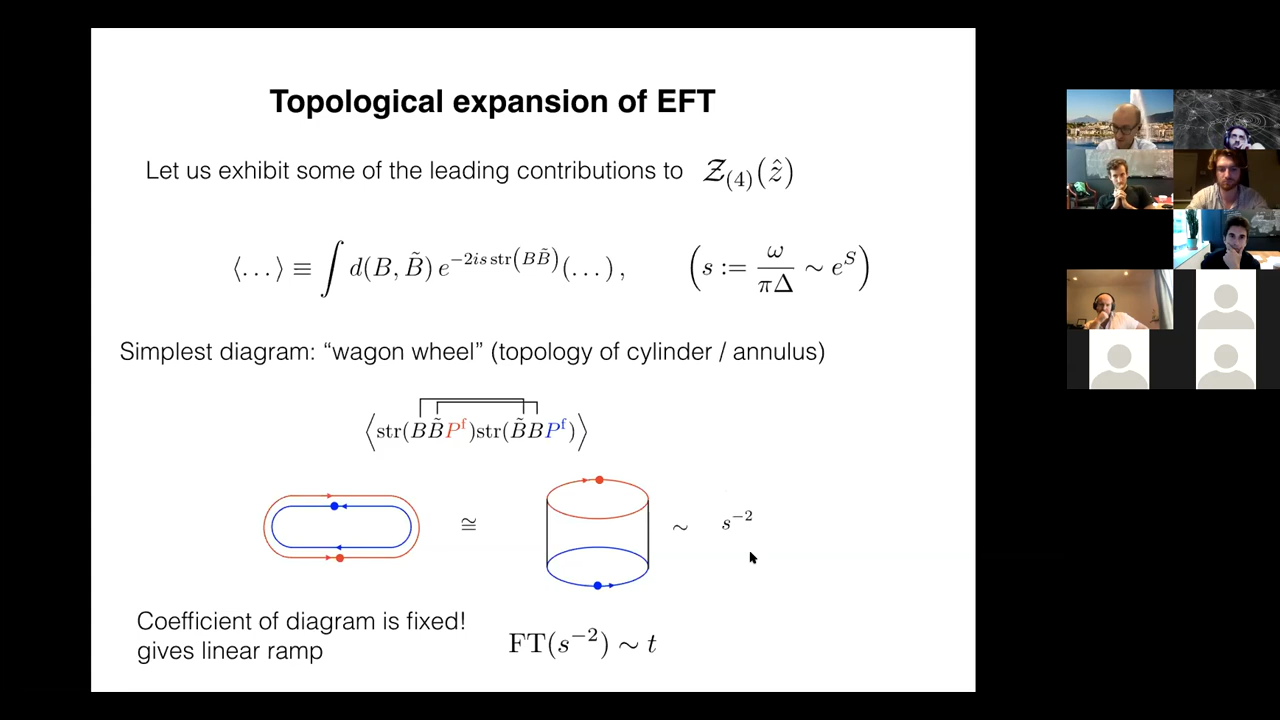 Topological expansion of EFT
Let us exhibit some of the leading contributions to 𝒵₍₄₎(ẑ)
⟨...⟩ ≡ ∫ d(B, B̃) e^{−2is str(BB̃)}(...) , (s := ω/πΔ ∼ e^S)
Simplest diagram: “wagon wheel” (topology of cylinder / annulus)
⟨str(BB̃P^f)str(B̃BP^f)⟩
≅ ∼ s⁻²
Coefficient of diagram is fixed!
gives linear ramp FT(s⁻²) ∼ t